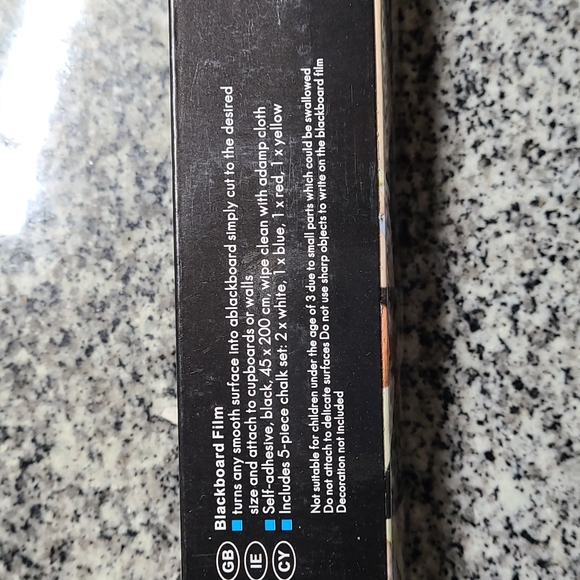 GB
IE
CY
Blackboard Film
turns any smooth surface into ablackboard simply cut to the desired
size and attach to cupboards or walls
Self-adhesive, black, 45 x 200 cm, wipe clean with adamp cloth
Includes 5-piece chalk set: 2 x white, 1 x blue, 1 x red, 1 x yellow
Not suitable for children under the age of 3 due to small parts which could be swallowed
Do not attach to delicate surfaces Do not use sharp objects to write on the blackboard film
Decoration not included